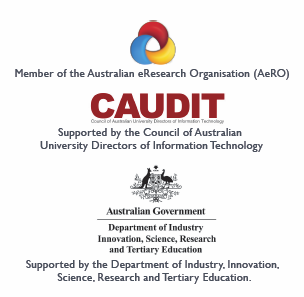 Member of the Australian eResearch Organisation (AeRO)
CAUDIT
Council of Australian University Directors of Information Technology
Supported by the Council of Australian
University Directors of Information Technology
Australian Government
Department of Industry
Innovation, Science, Research
and Tertiary Education
Supported by the Department of Industry, Innovation,
Science, Research and Tertiary Education.